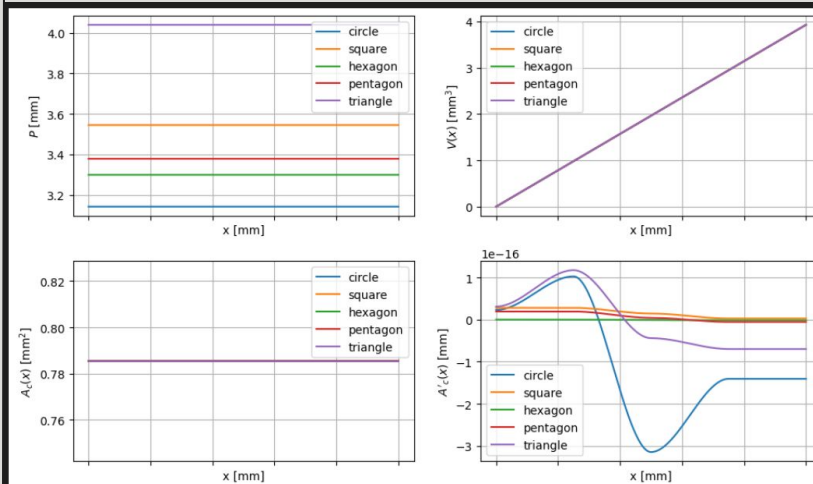 4.0
3.8
3.6
3.4
3.2
P [mm]
x [mm]
circle
square
hexagon
pentagon
triangle
4
3
2
1
0
V(x) [mm³]
x [mm]
circle
square
hexagon
pentagon
triangle
0.82
0.80
0.78
0.76
A_c(x) [mm²]
x [mm]
circle
square
hexagon
pentagon
triangle
1e−16
1
0
−1
−2
−3
A'_c(x) [mm]
x [mm]
circle
square
hexagon
pentagon
triangle